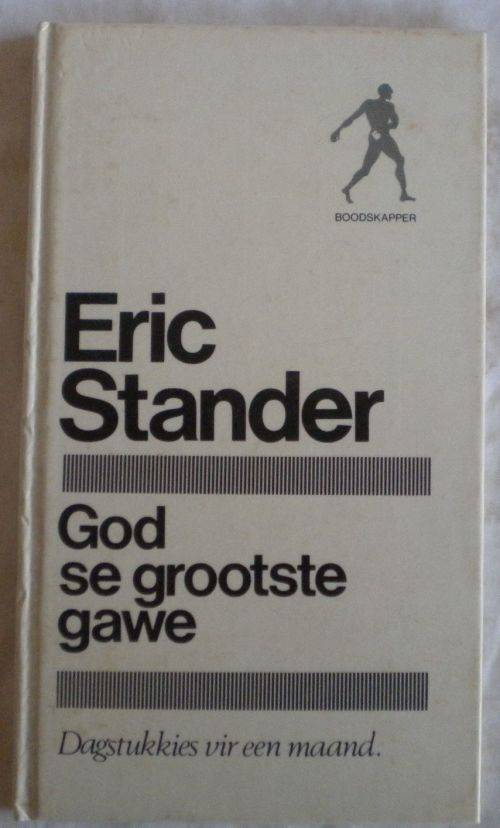 BOODSKAPPER
Eric
Stander
God
se grootste
gawe
Dagstukkies vir een maand.